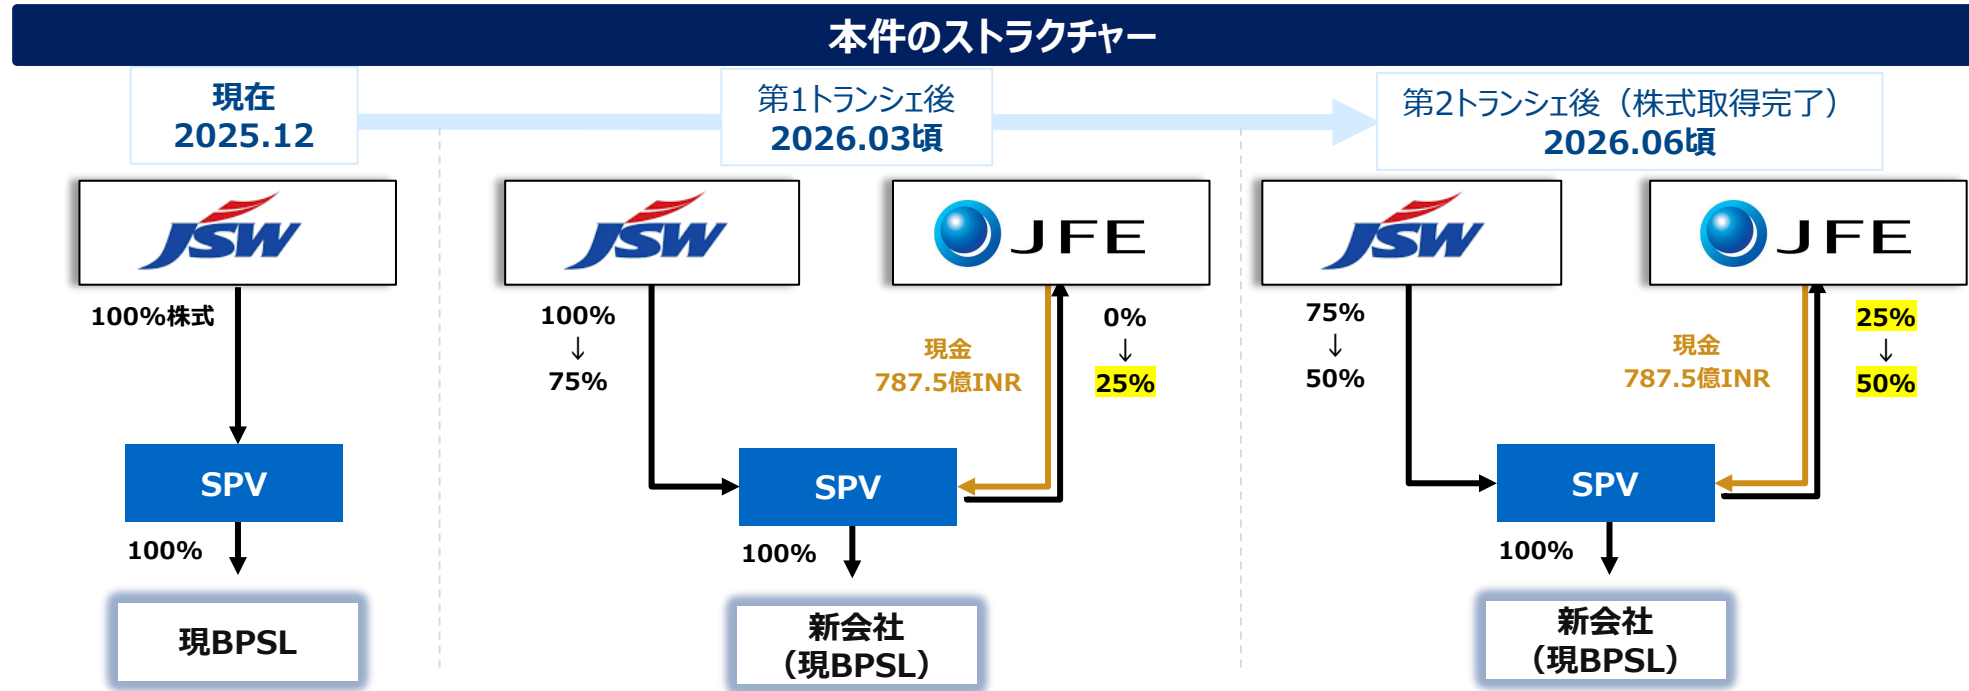 本件のストラクチャー
現在
2025.12
第1トランシェ後
2026.03頃
第2トランシェ後（株式取得完了）
2026.06頃
JSW
100%株式
SPV
100%
現BPSL
JSW
JFE
100%
↓
75%
現金
787.5億INR
0%
↓
25%
SPV
100%
新会社
（現BPSL）
JSW
JFE
75%
↓
50%
現金
787.5億INR
25%
↓
50%
SPV
100%
新会社
（現BPSL）